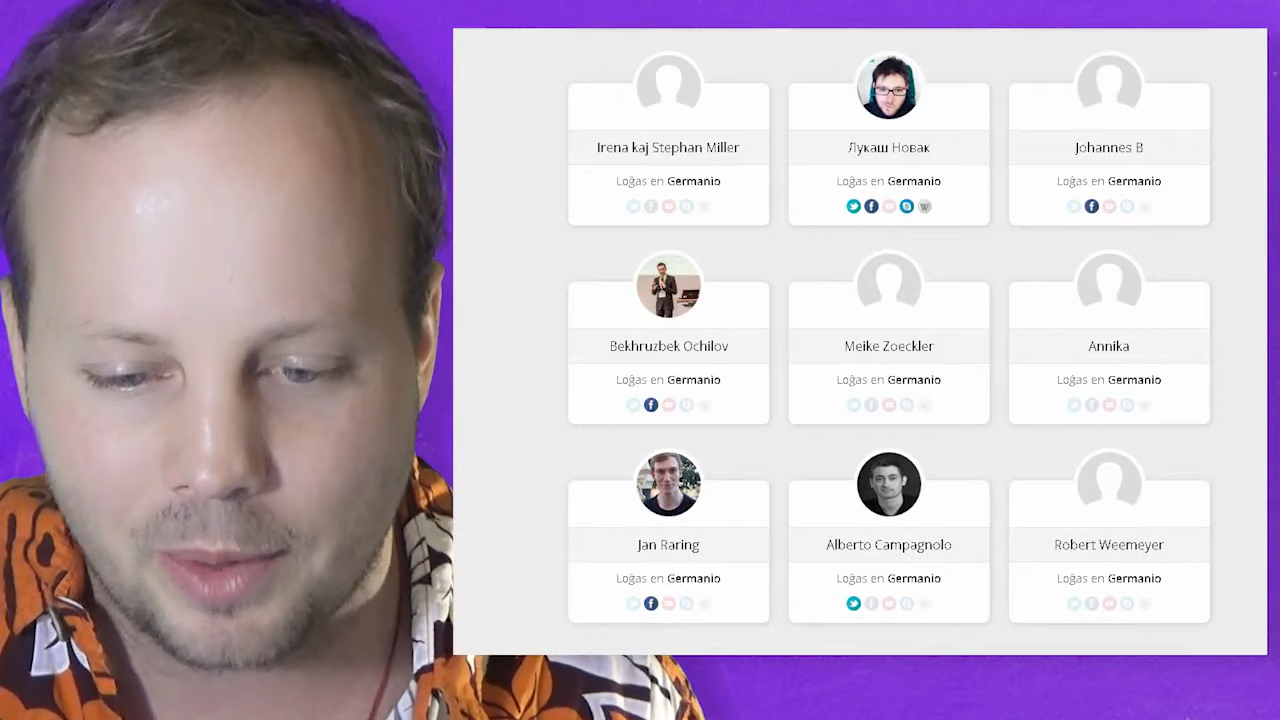 Irena kaj Stephan Miller
Лукаш Новак
Johannes B
Loĝas en Germanio
Loĝas en Germanio
Loĝas en Germanio
Bekhruzbek Ochilov
Meike Zoeckler
Annika
Loĝas en Germanio
Loĝas en Germanio
Loĝas en Germanio
Jan Raring
Alberto Campagnolo
Robert Weemeyer
Loĝas en Germanio
Loĝas en Germanio
Loĝas en Germanio